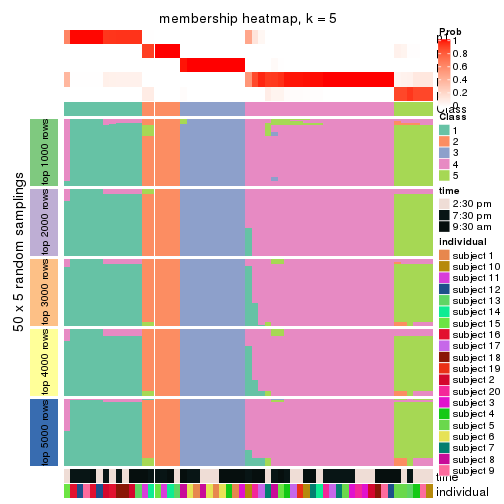 membership heatmap, k = 5
50 x 5 random samplings
top 1000 rows
top 2000 rows
top 3000 rows
top 4000 rows
top 5000 rows
Prob
1
0.8
0.6
0.4
0.2
0
Class
Class
1
2
3
4
5
time
2:30 pm
7:30 pm
9:30 am
individual
subject 1
subject 10
subject 11
subject 12
subject 13
subject 14
subject 15
subject 16
subject 17
subject 18
subject 19
subject 2
subject 20
subject 3
subject 4
subject 5
subject 6
subject 7
subject 8
subject 9
time
individual